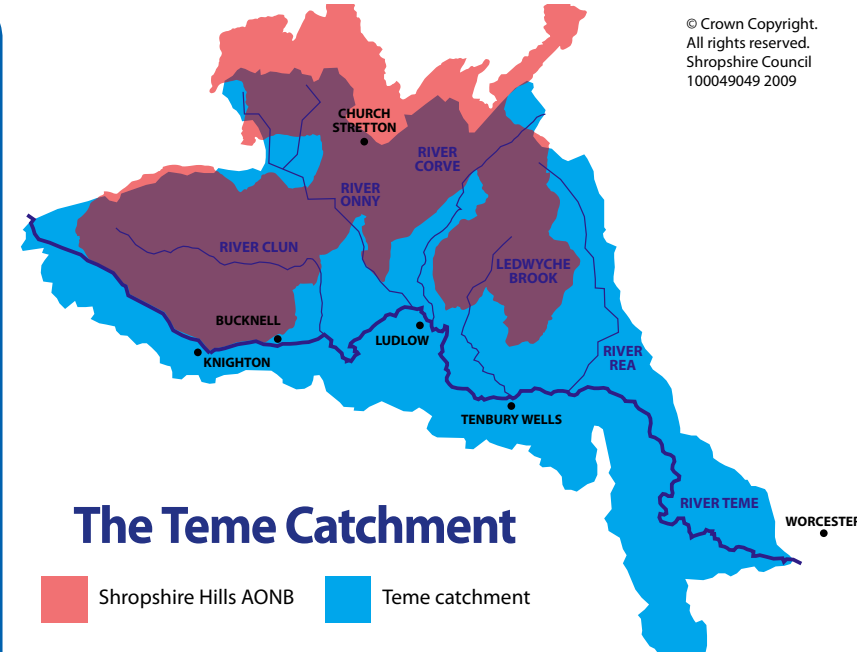 © Crown Copyright.
All rights reserved.
Shropshire Council
100049049 2009
CHURCH
STRETTON
RIVER
CORVE
RIVER
ONNY
RIVER CLUN
LEDWYCHE
BROOK
BUCKNELL
LUDLOW
KNIGHTON
RIVER
REA
TENBURY WELLS
RIVER TEME
WORCESTER
The Teme Catchment
Shropshire Hills AONB
Teme catchment